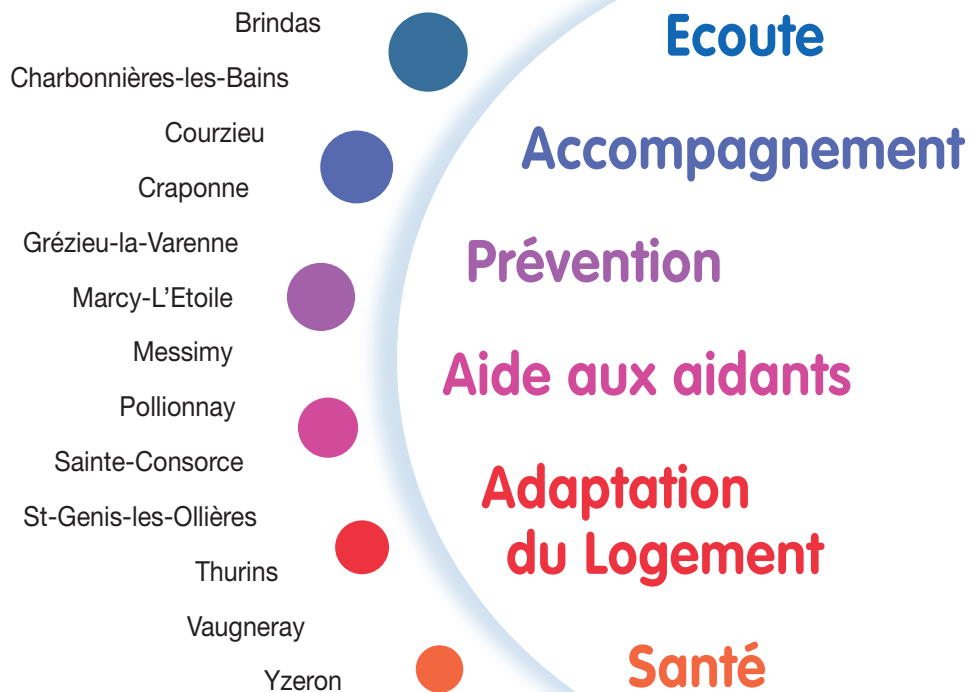 Brindas
Charbonnières-les-Bains
Courzieu
Craponne
Grézieu-la-Varenne
Marcy-L’Etoile
Messimy
Pollionnay
Sainte-Consorce
St-Genis-les-Ollières
Thurins
Vaugneray
Yzeron
Ecoute
Accompagnement
Prévention
Aide aux aidants
Adaptation
du Logement
Santé